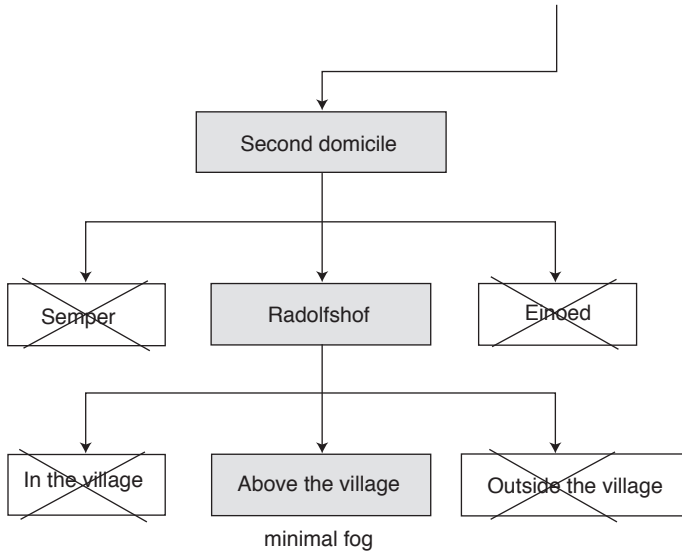 Second domicile
Semper
Radolfshof
Einoed
In the village
Above the village
Outside the village
minimal fog